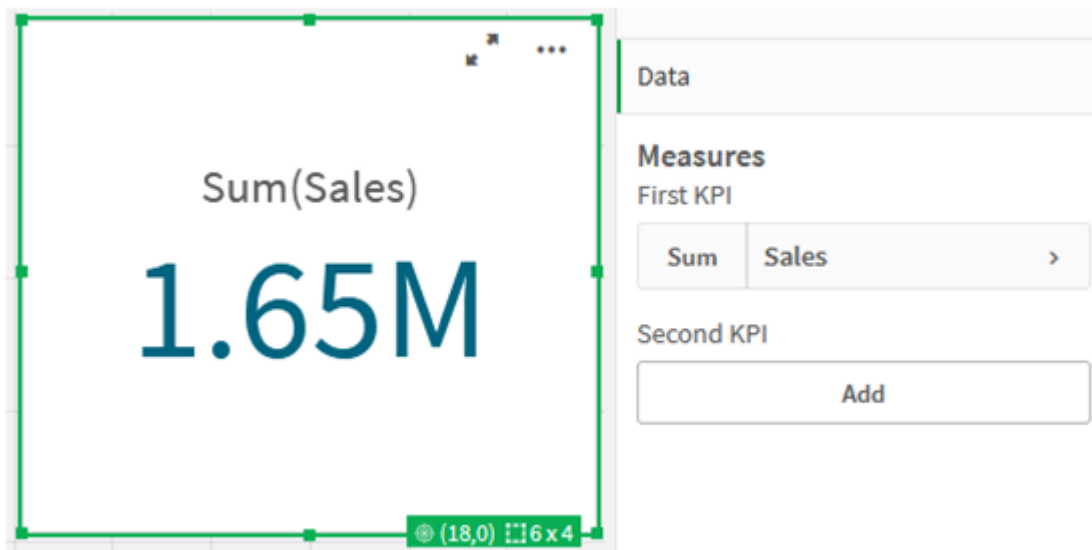 Sum(Sales)
1.65M
(18,0) 6 x 4
Data
Measures
First KPI
Sum Sales
Second KPI
Add